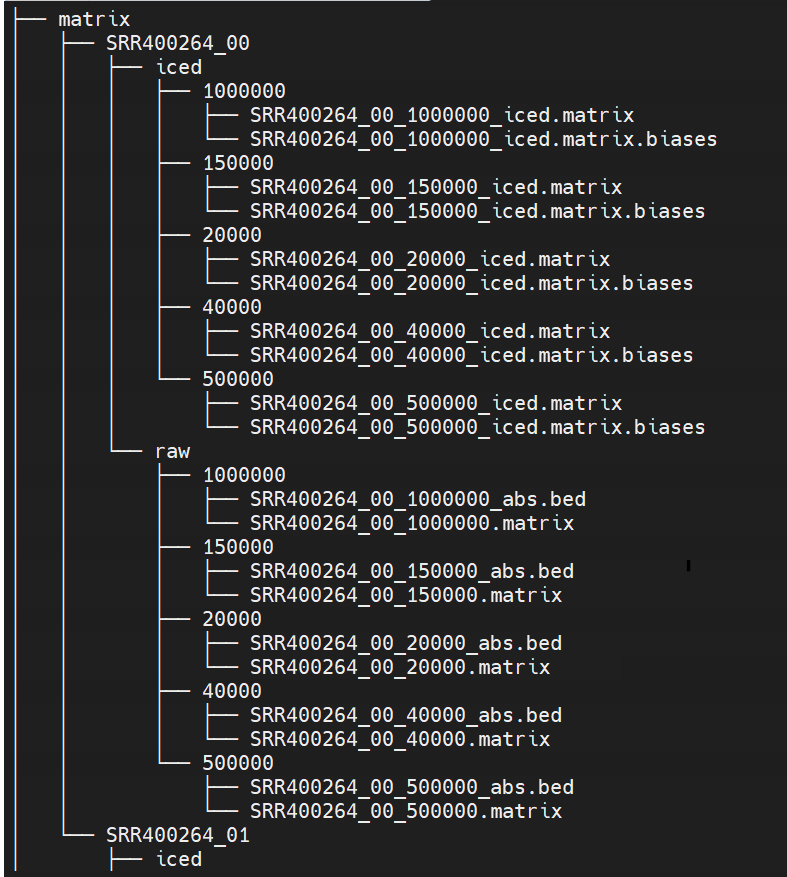 ├── matrix
│   ├── SRR400264_00
│   │   ├── iced
│   │   │   ├── 1000000
│   │   │   │   ├── SRR400264_00_1000000_iced.matrix
│   │   │   │   └── SRR400264_00_1000000_iced.matrix.biases
│   │   │   ├── 150000
│   │   │   │   ├── SRR400264_00_150000_iced.matrix
│   │   │   │   └── SRR400264_00_150000_iced.matrix.biases
│   │   │   ├── 20000
│   │   │   │   ├── SRR400264_00_20000_iced.matrix
│   │   │   │   └── SRR400264_00_20000_iced.matrix.biases
│   │   │   ├── 40000
│   │   │   │   ├── SRR400264_00_40000_iced.matrix
│   │   │   │   └── SRR400264_00_40000_iced.matrix.biases
│   │   │   └── 500000
│   │   │       ├── SRR400264_00_500000_iced.matrix
│   │   │       └── SRR400264_00_500000_iced.matrix.biases
│   │   └── raw
│   │       ├── 1000000
│   │       │   ├── SRR400264_00_1000000_abs.bed
│   │       │   └── SRR400264_00_1000000.matrix
│   │       ├── 150000
│   │       │   ├── SRR400264_00_150000_abs.bed
│   │       │   └── SRR400264_00_150000.matrix
│   │       ├── 20000
│   │       │   ├── SRR400264_00_20000_abs.bed
│   │       │   └── SRR400264_00_20000.matrix
│   │       ├── 40000
│   │       │   ├── SRR400264_00_40000_abs.bed
│   │       │   └── SRR400264_00_40000.matrix
│   │       └── 500000
│   │           ├── SRR400264_00_500000_abs.bed
│   │           └── SRR400264_00_500000.matrix
│   └── SRR400264_01
│       ├── iced